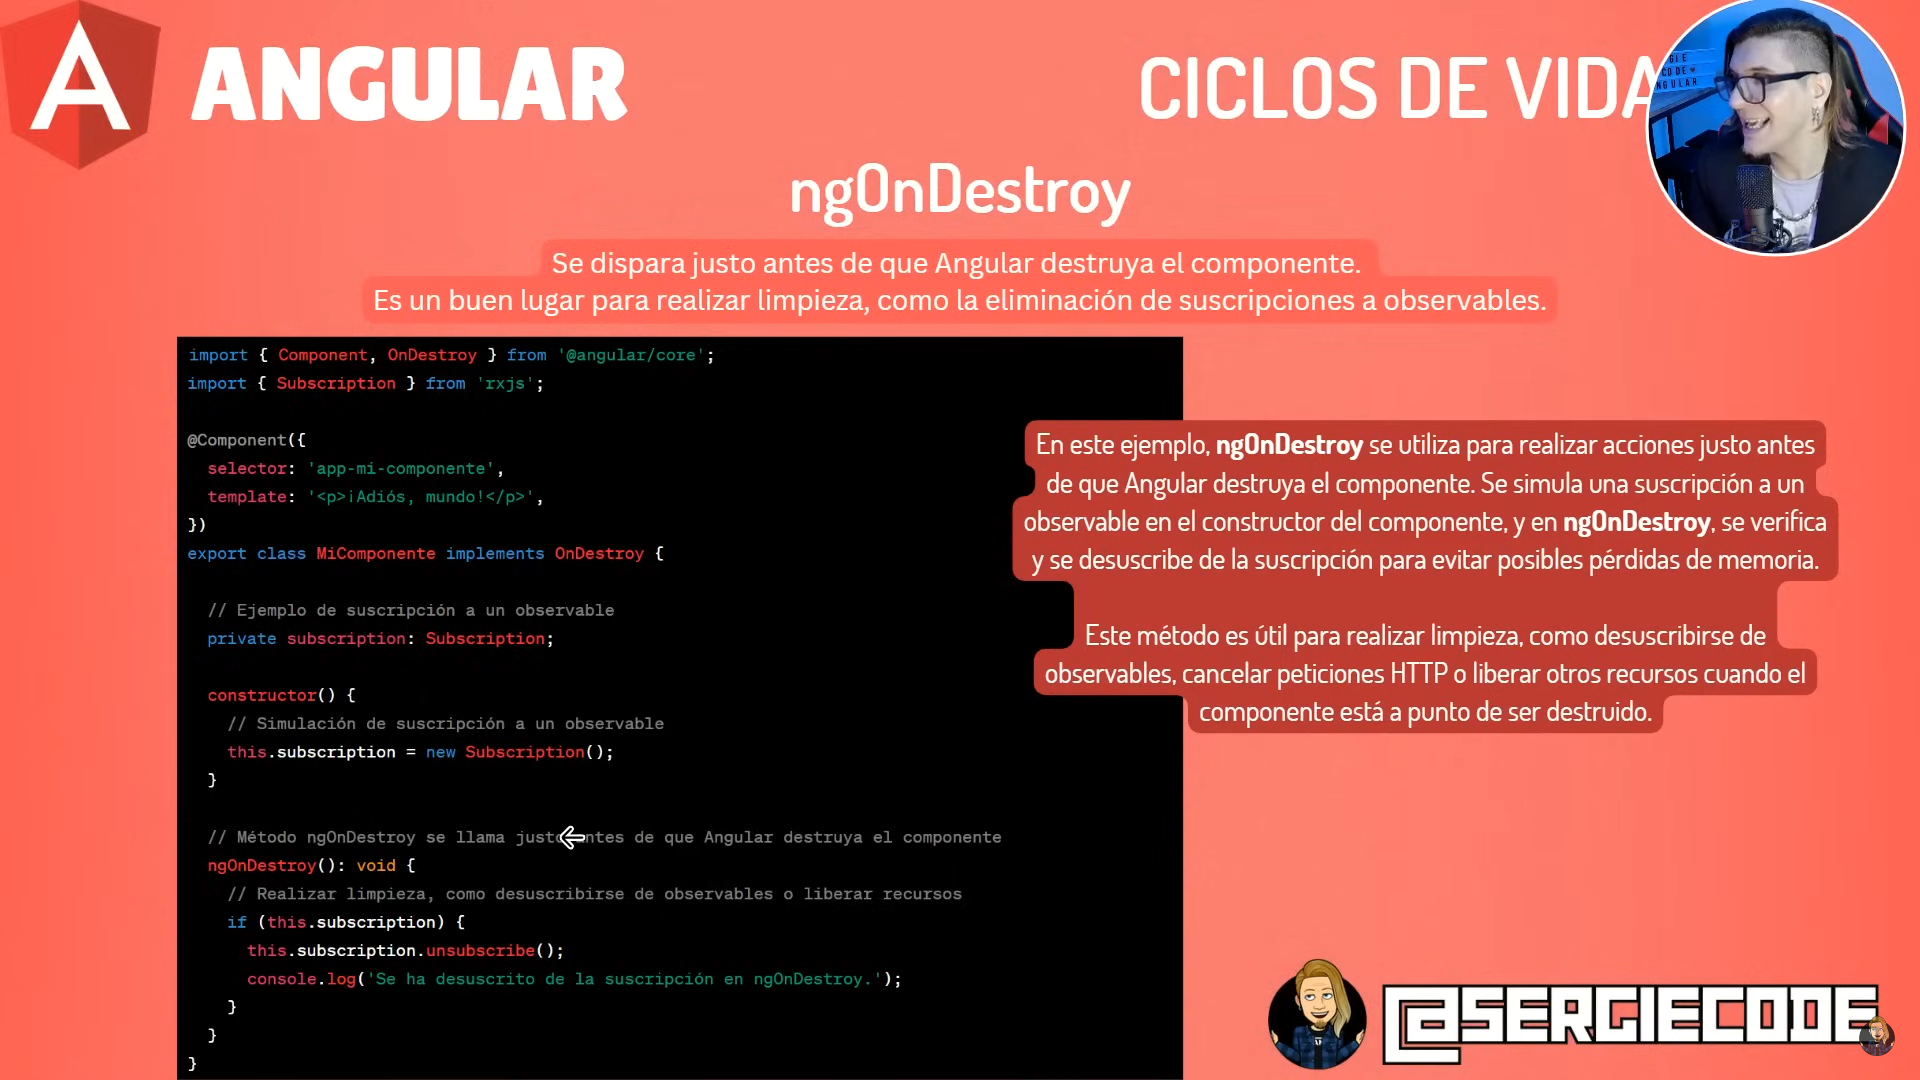 ANGULAR
CICLOS DE VIDA
ngOnDestroy
Se dispara justo antes de que Angular destruya el componente.
Es un buen lugar para realizar limpieza, como la eliminación de suscripciones a observables.
import { Component, OnDestroy } from '@angular/core';
import { Subscription } from 'rxjs';
@Component({
selector: 'app-mi-componente',
template: '<p>¡Adiós, mundo!</p>',
})
export class MiComponente implements OnDestroy {
// Ejemplo de suscripción a un observable
private subscription: Subscription;
constructor() {
// Simulación de suscripción a un observable
this.subscription = new Subscription();
}
// Método ngOnDestroy se llama justo antes de que Angular destruya el componente
ngOnDestroy(): void {
// Realizar limpieza, como desuscribirse de observables o liberar recursos
if (this.subscription) {
this.subscription.unsubscribe();
console.log('Se ha desuscrito de la suscripción en ngOnDestroy.');
}
}
}
En este ejemplo, ngOnDestroy se utiliza para realizar acciones justo antes
de que Angular destruya el componente. Se simula una suscripción a un
observable en el constructor del componente, y en ngOnDestroy, se verifica
y se desuscribe de la suscripción para evitar posibles pérdidas de memoria.
Este método es útil para realizar limpieza, como desuscribirse de
observables, cancelar peticiones HTTP o liberar otros recursos cuando el
componente está a punto de ser destruido.
@SERGIECODE